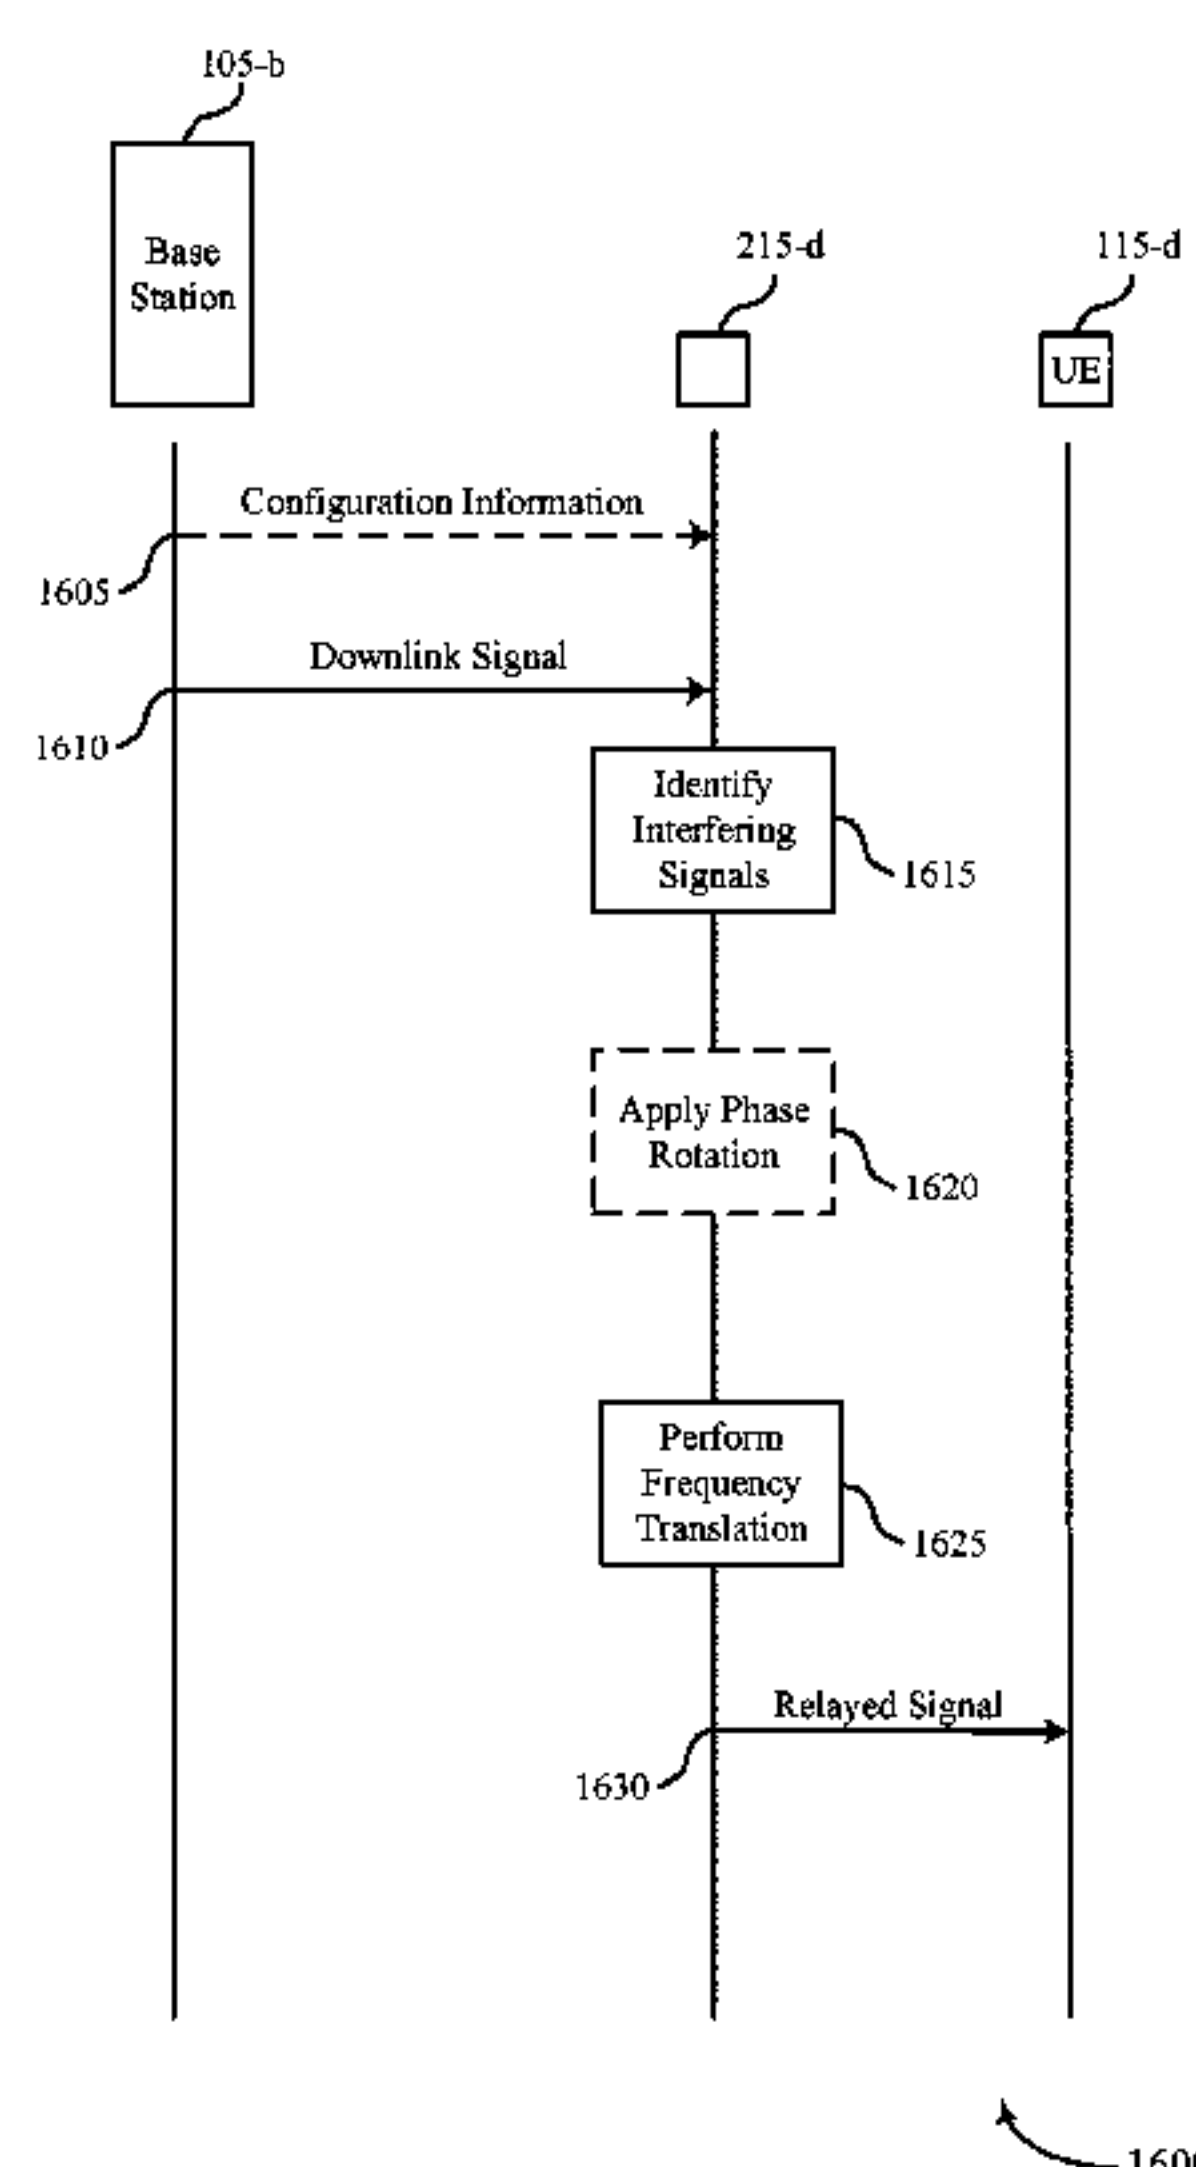 105-b
Base
Station
215-d
115-d
UE
Configuration Information
1605
Downlink Signal
1610
Identify
Interfering
Signals
1615
Apply Phase
Rotation
1620
Perform
Frequency
Translation
1625
Relayed Signal
1630